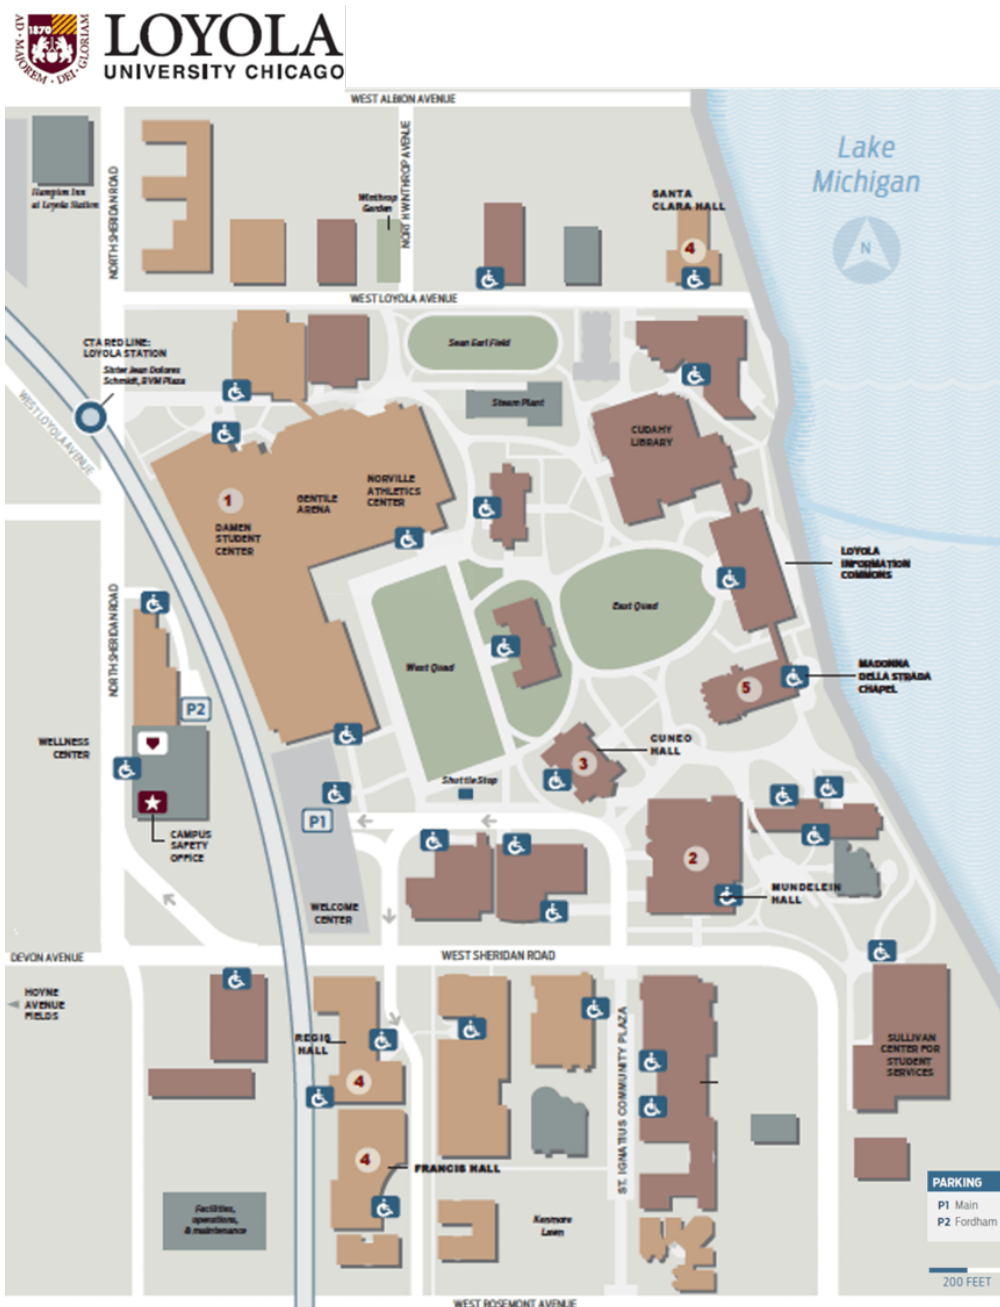 AD · MAJOREM · DEI · GLORIAM
1870
LOYOLA
UNIVERSITY CHICAGO
WEST ALBION AVENUE
Lake
Michigan
N
Hampton Inn
at Loyola Station
NORTH SHERIDAN ROAD
NORTH WINTHROP AVENUE
Winthrop
Garden
SANTA
CLARA HALL
4
WEST LOYOLA AVENUE
CTA RED LINE:
LOYOLA STATION
Sister Jean Dolores
Schmidt, BVM Plaza
WEST LOYOLA AVENUE
Sean Earl Field
Steam Plant
CUDAHY
LIBRARY
NORVILLE
ATHLETICS
CENTER
GENTILE
ARENA
1
DAMEN
STUDENT
CENTER
LOYOLA
INFORMATION
COMMONS
East Quad
West Quad
NORTH SHERIDAN ROAD
MADONNA
DELLA STRADA
CHAPEL
5
P2
WELLNESS
CENTER
CUNEO
HALL
3
Shuttle Stop
P1
CAMPUS
SAFETY
OFFICE
2
MUNDELEIN
HALL
WELCOME
CENTER
DEVON AVENUE
WEST SHERIDAN ROAD
HOYNE
AVENUE
FIELDS
REGIS
HALL
4
ST. IGNATIUS COMMUNITY PLAZA
SULLIVAN
CENTER FOR
STUDENT
SERVICES
4
FRANCIS HALL
Facilities,
operations,
& maintenance
Kenmore
Lawn
PARKING
P1 Main
P2 Fordham
200 FEET
WEST ROSEMONT AVENUE